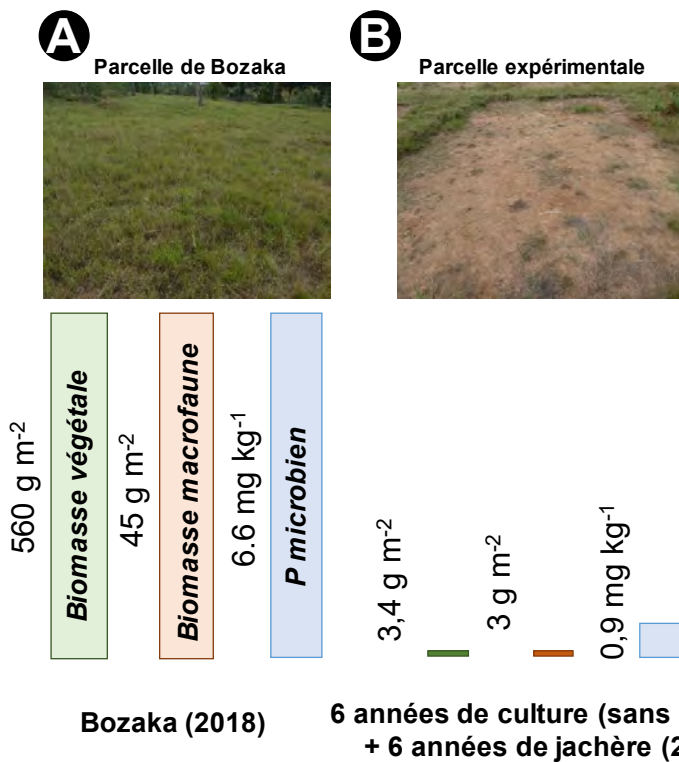 A
Parcelle de Bozaka
560 g m-2
Biomasse végétale
45 g m-2
Biomasse macrofaune
6.6 mg kg-1
P microbien
Bozaka (2018)
B
Parcelle expérimentale
3,4 g m-2
3 g m-2
0,9 mg kg-1
6 années de culture (sans
+ 6 années de jachère (2